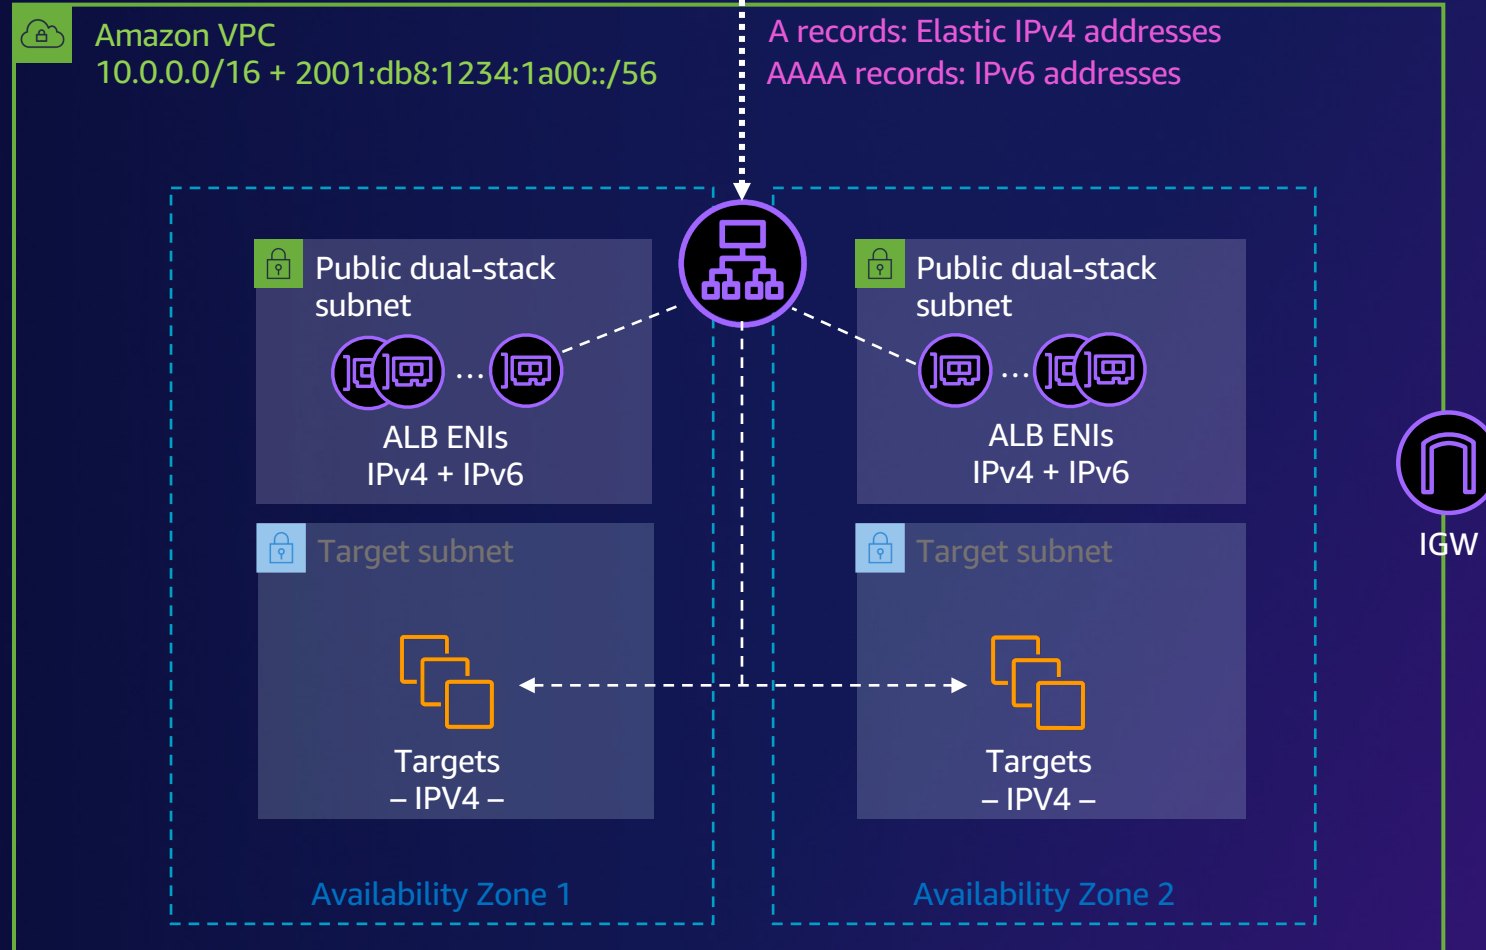 Amazon VPC
10.0.0.0/16 + 2001:db8:1234:1a00::/56
A records: Elastic IPv4 addresses
AAAA records: IPv6 addresses
Public dual-stack
subnet
...
ALB ENIs
IPv4 + IPv6
Public dual-stack
subnet
...
ALB ENIs
IPv4 + IPv6
IGW
Target subnet
Targets
– IPV4 –
Target subnet
Targets
– IPV4 –
Availability Zone 1
Availability Zone 2